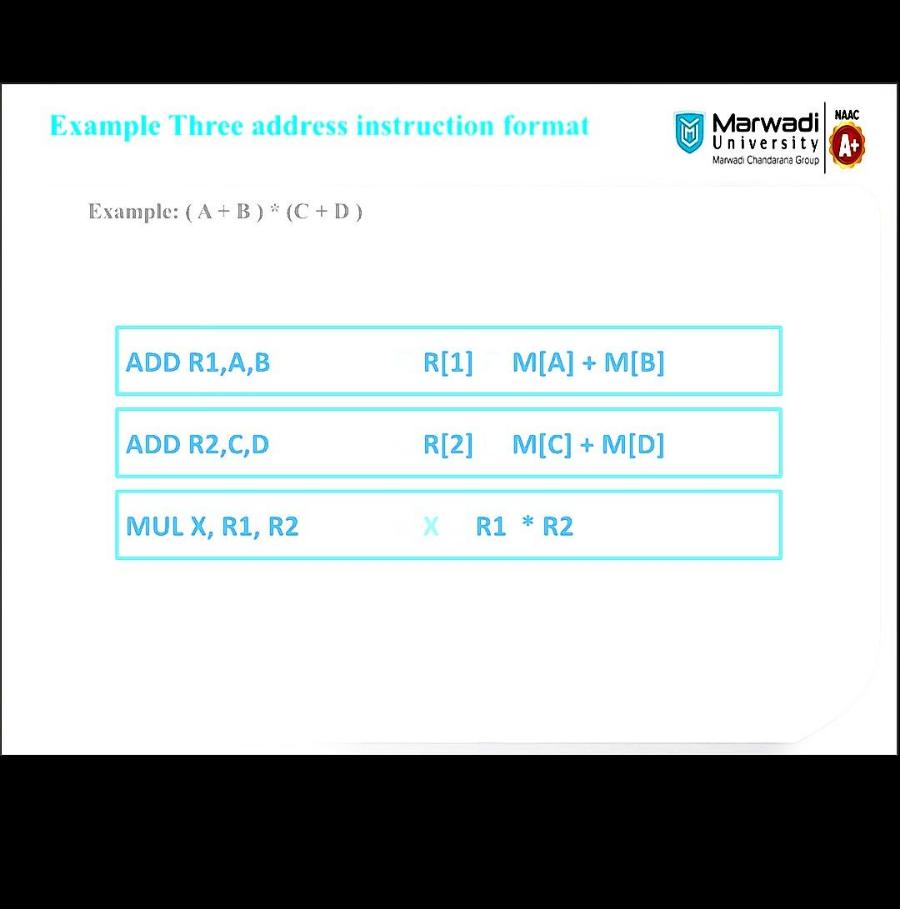 Example Three address instruction format
Marwadi
University
Marwadi Chandarana Group
NAAC
A+
Example: ( A + B ) * (C + D )
ADD R1,A,B R[1] M[A] + M[B]
ADD R2,C,D R[2] M[C] + M[D]
MUL X, R1, R2 X R1 * R2